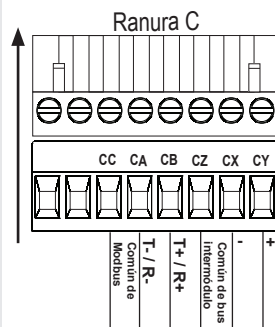 Ranura C
CC CA CB CZ CX CY
Común de
Modbus
T- / R-
T+ / R+
Común de bus
intermódulo
-
+